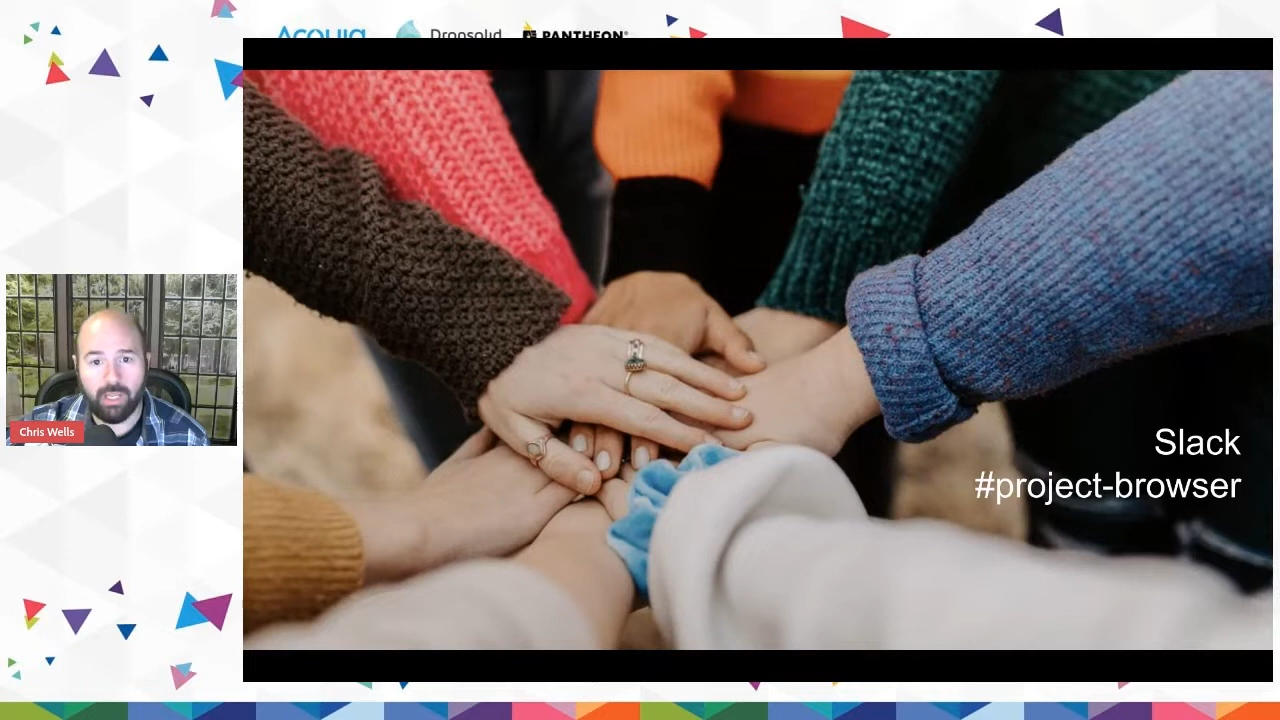 Acquia
Dropsolid
PANTHEON
Slack
#project-browser
Chris Wells